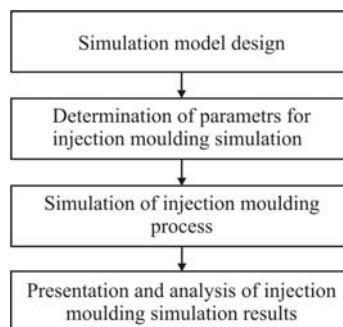 Simulation model design
Determination of parametrs for
injection moulding simulation
Simulation of injection moulding
process
Presentation and analysis of injection
moulding simulation results